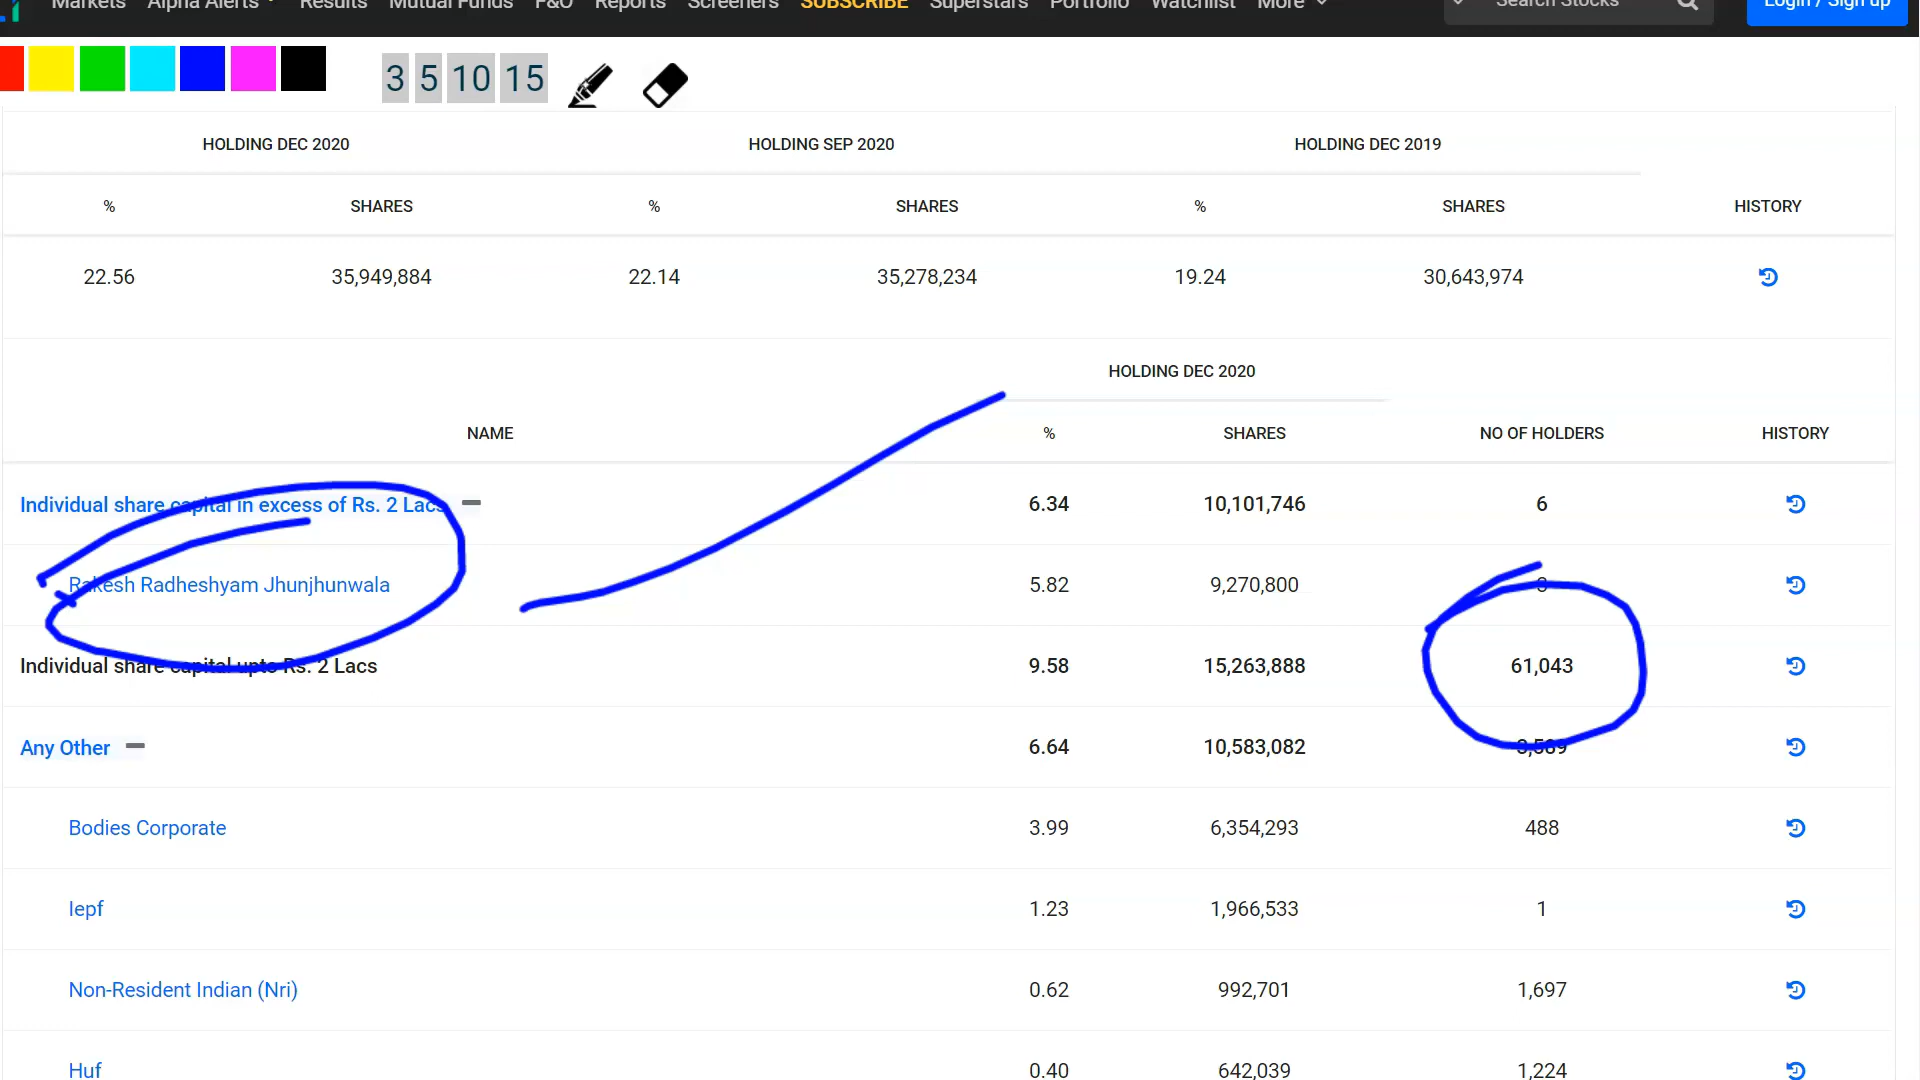 Markets Alpha Alerts Results Mutual Funds F&O Reports Screeners SUBSCRIBE Superstars Portfolio Watchlist More Search Stocks Login / Sign up
3 5 10 15
HOLDING DEC 2020 HOLDING SEP 2020 HOLDING DEC 2019
% SHARES % SHARES % SHARES HISTORY
22.56 35,949,884 22.14 35,278,234 19.24 30,643,974
HOLDING DEC 2020
NAME % SHARES NO OF HOLDERS HISTORY
Individual share capital in excess of Rs. 2 Lacs 6.34 10,101,746 6
Rakesh Radheshyam Jhunjhunwala 5.82 9,270,800
Individual share capital upto Rs. 2 Lacs 9.58 15,263,888 61,043
Any Other 6.64 10,583,082
Bodies Corporate 3.99 6,354,293 488
Iepf 1.23 1,966,533 1
Non-Resident Indian (Nri) 0.62 992,701 1,697
Huf 0.40 642,039 1,224